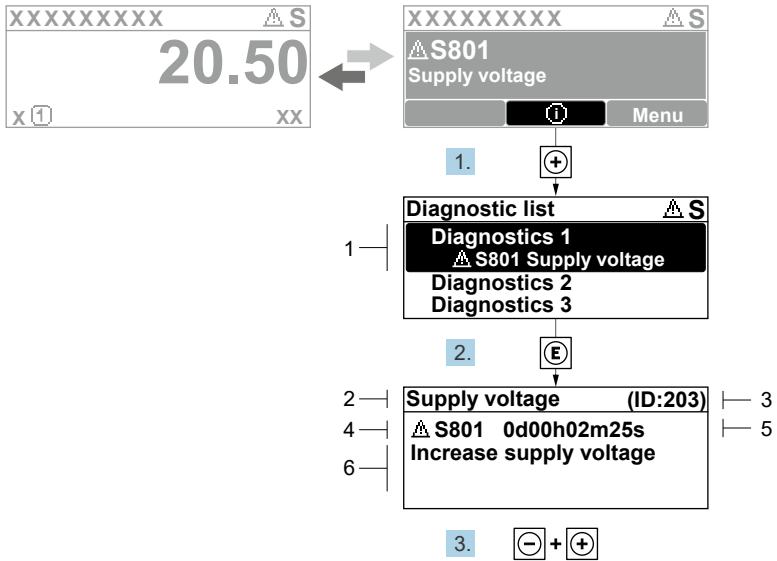 XXXXXXXXX ⚠ S
20.50
X 1 XX
XXXXXXXXX ⚠ S
⚠ S801
Supply voltage
i Menu
1. +
Diagnostic list ⚠ S
1
Diagnostics 1
⚠ S801 Supply voltage
Diagnostics 2
Diagnostics 3
2. E
2 Supply voltage (ID:203) 3
4 ⚠ S801 0d00h02m25s 5
6 Increase supply voltage
3. - + +